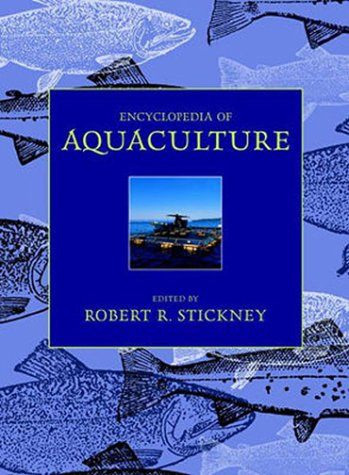 ENCYCLOPEDIA OF
AQUACULTURE
EDITED BY
ROBERT R. STICKNEY